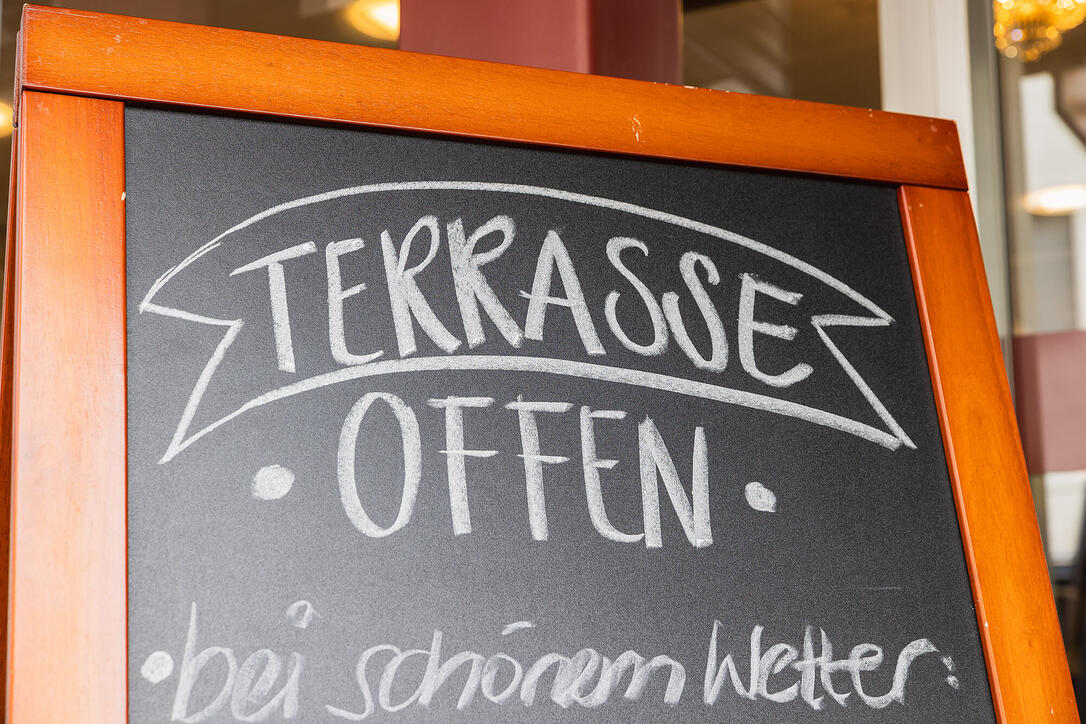 TERRASSE
• OFFEN •
• bei schönem Wetter •